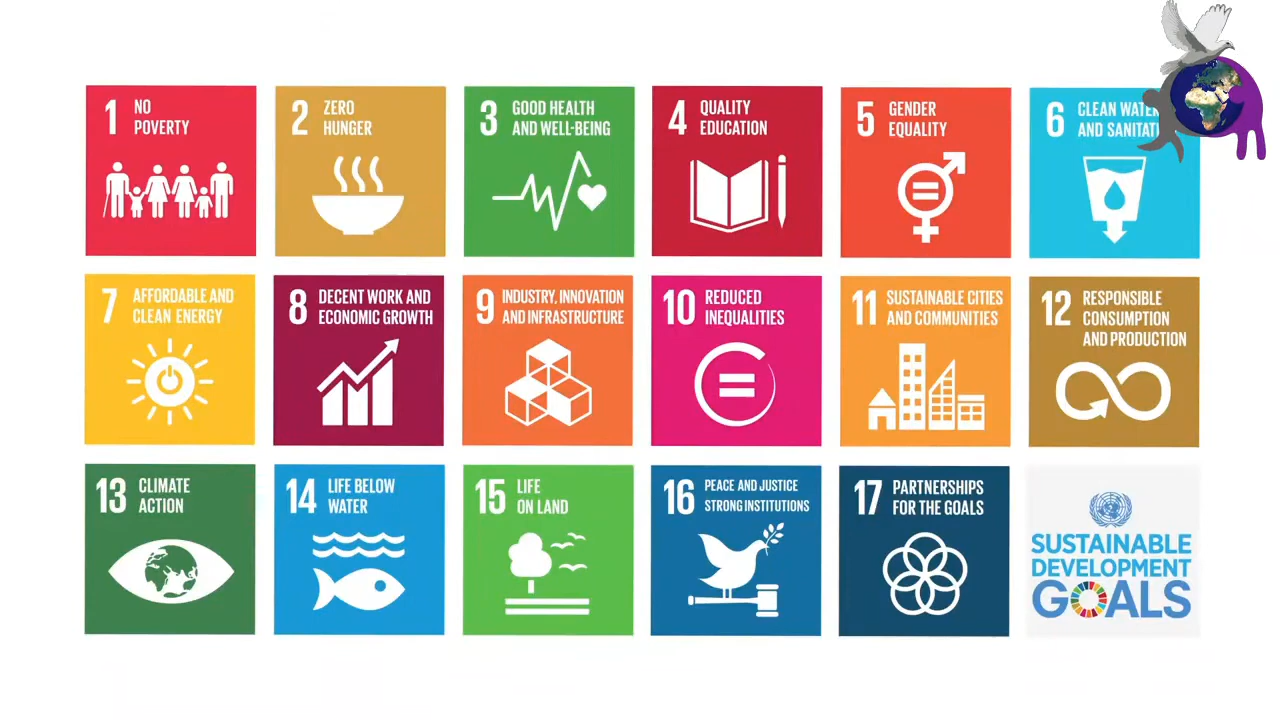 1 NO
POVERTY
2 ZERO
HUNGER
3 GOOD HEALTH
AND WELL-BEING
4 QUALITY
EDUCATION
5 GENDER
EQUALITY
6 CLEAN WATER
AND
7 AFFORDABLE AND
CLEAN ENERGY
8 DECENT WORK AND
ECONOMIC GROWTH
9 INDUSTRY, INNOVATION
AND INFRASTRUCTURE
10 REDUCED
INEQUALITIES
11 SUSTAINABLE CITIES
AND COMMUNITIES
12 RESPONSIBLE
CONSUMPTION
AND PRODUCTION
13 CLIMATE
ACTION
14 LIFE BELOW
WATER
15 LIFE
ON LAND
16 PEACE AND JUSTICE
STRONG INSTITUTIONS
17 PARTNERSHIPS
FOR THE GOALS
SUSTAINABLE
DEVELOPMENT
GOALS